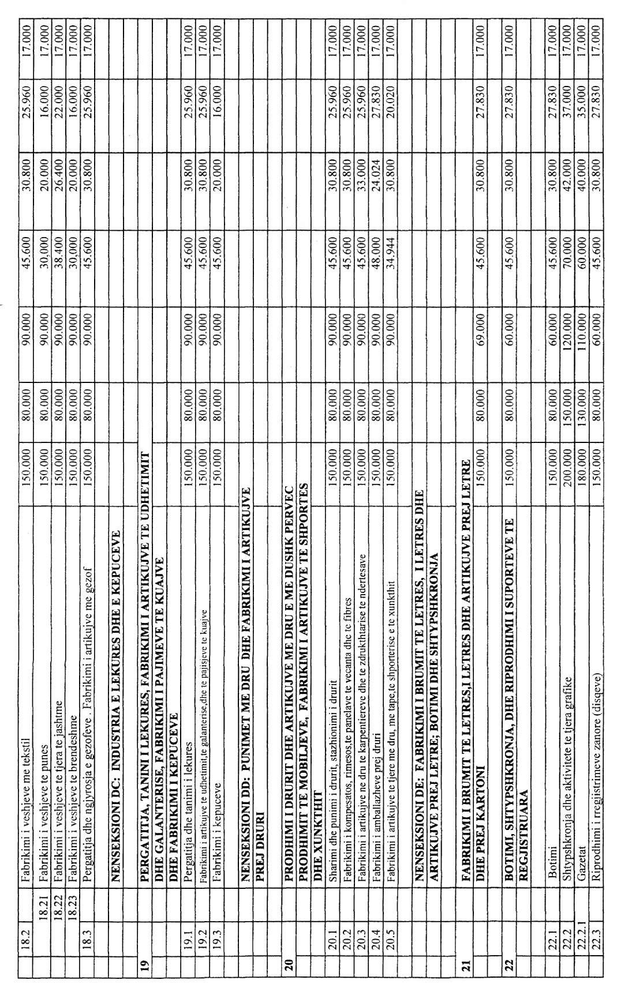 18.2 Fabrikimi i veshjeve me tekstil 150.000 80.000 90.000 45.600 30.800 25.960 17.000
18.21 Fabrikimi i veshjeve te punes 150.000 80.000 90.000 30,000 20.000 16.000 17.000
18.22 Fabrikimi i veshjeve te tjera te jashtme 150.000 80.000 90.000 38.400 26.400 22.000 17.000
18.23 Fabrikimi i veshjeve te brendeshme 150.000 80.000 90.000 30,000 20.000 16.000 17.000
18.3 Pergatitja dhe ngjyrosja e gezofeve . Fabrikimi i artikujve me gezof 150.000 80.000 90.000 45.600 30.800 25.960 17.000
NENSEKSIONI DC: INDUSTRIA E LEKURES DHE E KEPUCEVE
19 PERGATITJA, TANINI I LEKURES, FABRIKIMI I ARTIKUJVE TE UDHETIMIT
DHE GALANTERISE, FABRIKIMI I PAJIMEVE TE KUAJVE
DHE FABRIKIMI I KEPUCEVE
19.1 Pergatitja dhe tanimi i lekures 150.000 80.000 90.000 45.600 30.800 25.960 17.000
19.2 Fabrikimi i artikujve te udhetimit,te galanterise,dhe te pajisjeve te kuajve 150.000 80.000 90.000 45.600 30.800 25.960 17.000
19.3 Fabrikimi i kepuceve 150.000 80.000 90.000 45.600 20.000 16.000 17.000
NENSEKSIONI DD: PUNIMET ME DRU DHE FABRIKIMI I ARTIKUJVE
PREJ DRURI
20 PRODHIMI I DRURIT DHE ARTIKUJVE ME DRU E ME DUSHK PERVEC
PRODHIMIT TE MOBILJEVE, FABRIKIMI I ARTIKUJVE TE SHPORTES
DHE XUNKTHIT
20.1 Sharimi dhe punimi i drurit, stazhionimi i drurit 150.000 80.000 90.000 45.600 30.800 25.960 17.000
20.2 Fabrikimi i kompesatos, rimesos,te panelave te vecanta dhe te fibres 150.000 80.000 90.000 45.600 30.800 25.960 17.000
20.3 Fabrikimi i artikujve ne dru te karpentiereve dhe te zdrukthtarise te ndertesave 150.000 80.000 90.000 45.600 33.000 25.960 17.000
20.4 Fabrikimi i amballazheve prej druri 150.000 80.000 90.000 48.000 24.024 27.830 17.000
20.5 Fabrikimi i artikujve te tjere me dru, me tape,te shporterise e te xunkthit 150.000 80.000 90.000 34.944 30.800 20.020 17.000
NENSEKSIONI DE: FABRIKIMI I BRUMIT TE LETRES, I LETRES DHE
ARTIKUJVE PREJ LETRE; BOTIMI DHE SHTYPSHKRONJA
21 FABRIKIMI I BRUMIT TE LETRES,I LETRES DHE ARTIKUJVE PREJ LETRE
DHE PREJ KARTONI 150.000 80.000 69.000 45.600 30.800 27.830 17.000
22 BOTIMI, SHTYPSHKRONJA, DHE RIPRODHIMI I SUPORTEVE TE 150.000 80.000 60.000 45.600 30.800 27.830 17.000
REGJISTRUARA
22.1 Botimi 150.000 80.000 60.000 45.600 30.800 27.830 17.000
22.2 Shtypshkronja dhe aktivitete te tjera grafike 200.000 150.000 120.000 70.000 42.000 37.000 17.000
22.2.1 Gazetat 180.000 130.000 110.000 60.000 40.000 35.000 17.000
22.3 Riprodhimi i rregjistrimeve zanore (disqeve) 150.000 80.000 60.000 45.600 30.800 27.830 17.000